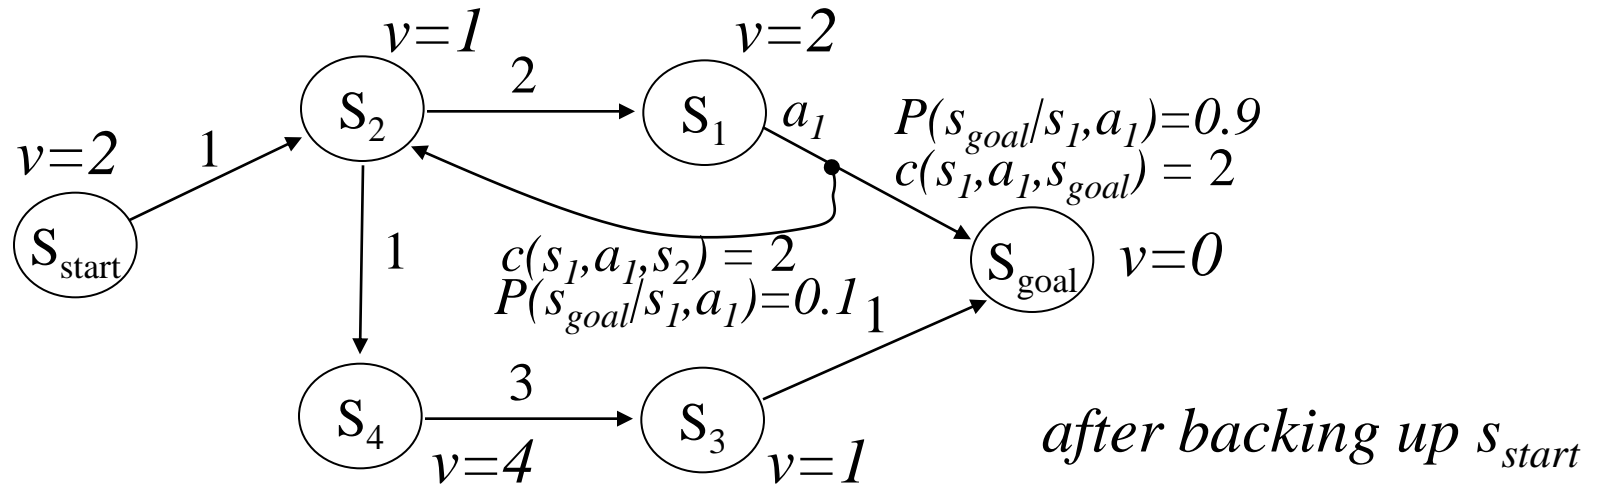 v=1
v=2
2
S2
S1
a1
P(sgoal/s1,a1)=0.9
c(s1,a1,sgoal) = 2
v=2
1
Sstart
1
c(s1,a1,s2) = 2
P(sgoal/s1,a1)=0.1
Sgoal
v=0
1
3
S4
S3
v=4
v=1
after backing up sstart